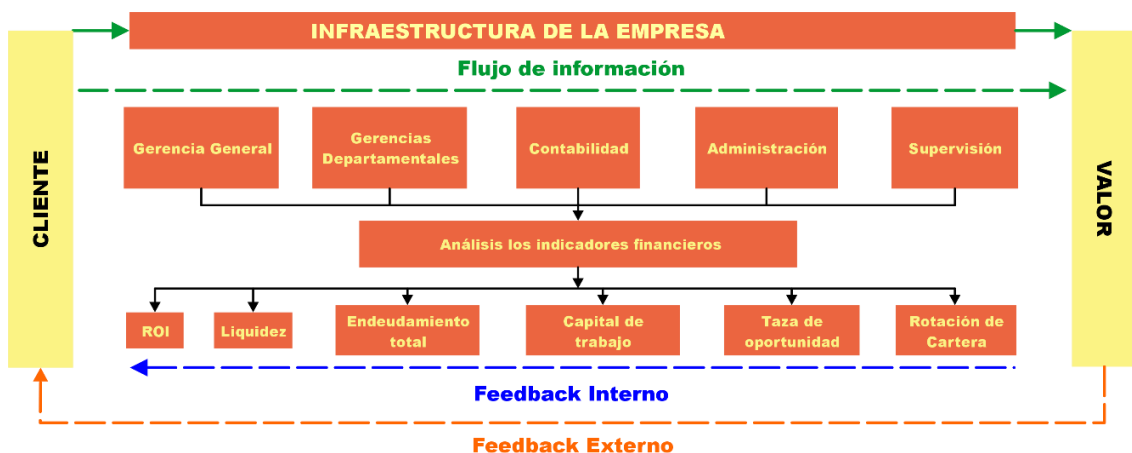 INFRAESTRUCTURA DE LA EMPRESA
Flujo de información
CLIENTE
VALOR
Gerencia General
Gerencias
Departamentales
Contabilidad
Administración
Supervisión
Análisis los indicadores financieros
ROI
Liquidez
Endeudamiento
total
Capital de
trabajo
Taza de
oportunidad
Rotación de
Cartera
Feedback Interno
Feedback Externo